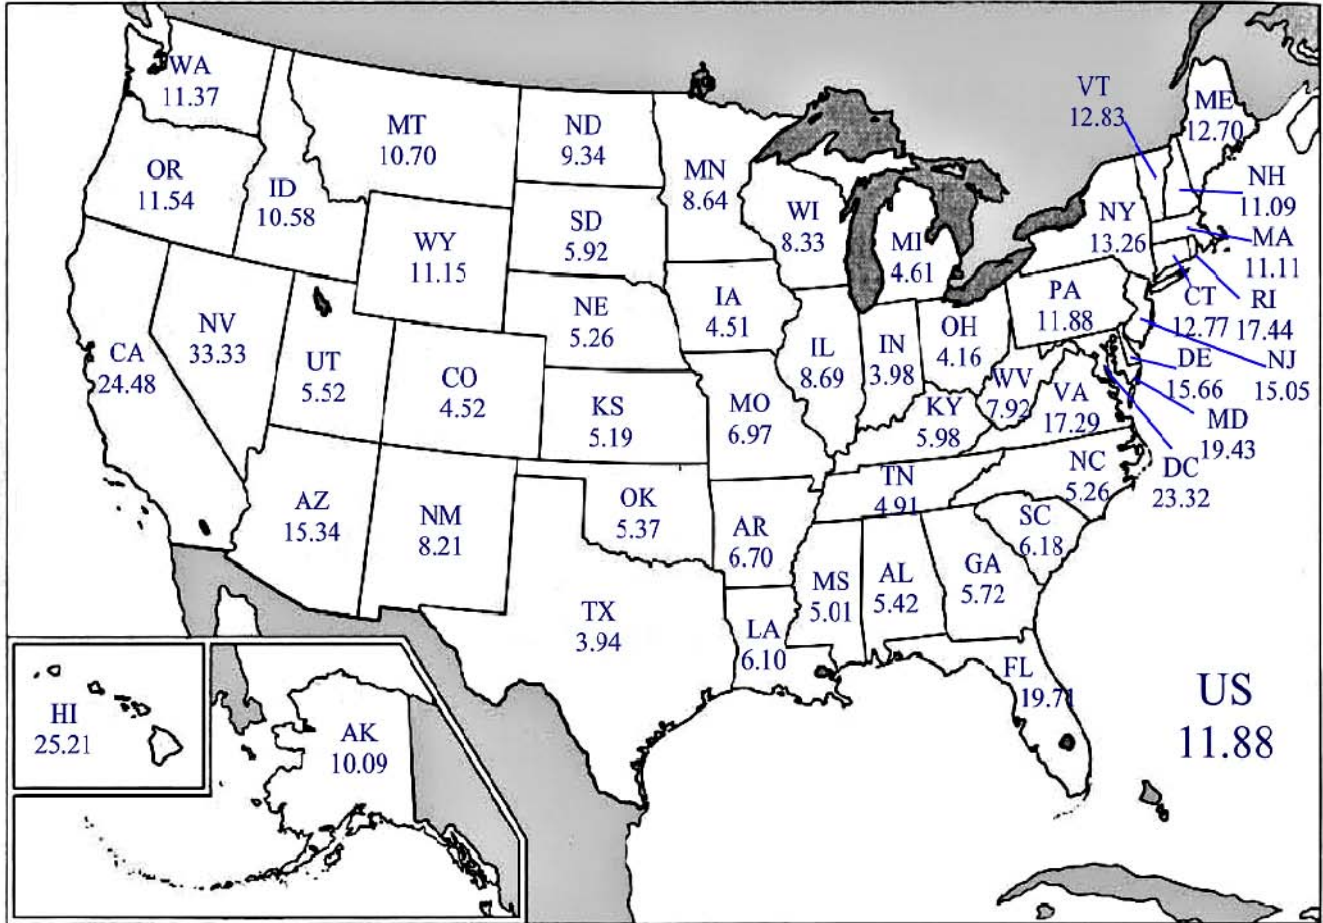 WA
11.37
MT
10.70
ND
9.34
MN
8.64
VT
12.83
ME
12.70
OR
11.54
ID
10.58
WY
11.15
SD
5.92
WI
8.33
MI
4.61
NY
13.26
NH
11.09
MA
11.11
CT
12.77
RI
17.44
NJ
15.05
CA
24.48
NV
33.33
UT
5.52
CO
4.52
NE
5.26
IA
4.51
IL
8.69
IN
3.98
OH
4.16
PA
11.88
DE
15.66
MD
19.43
DC
23.32
KS
5.19
MO
6.97
KY
5.98
WV
7.92
VA
17.29
AZ
15.34
NM
8.21
OK
5.37
AR
6.70
TN
4.91
NC
5.26
SC
6.18
TX
3.94
LA
6.10
MS
5.01
AL
5.42
GA
5.72
FL
19.71
HI
25.21
AK
10.09
US
11.88